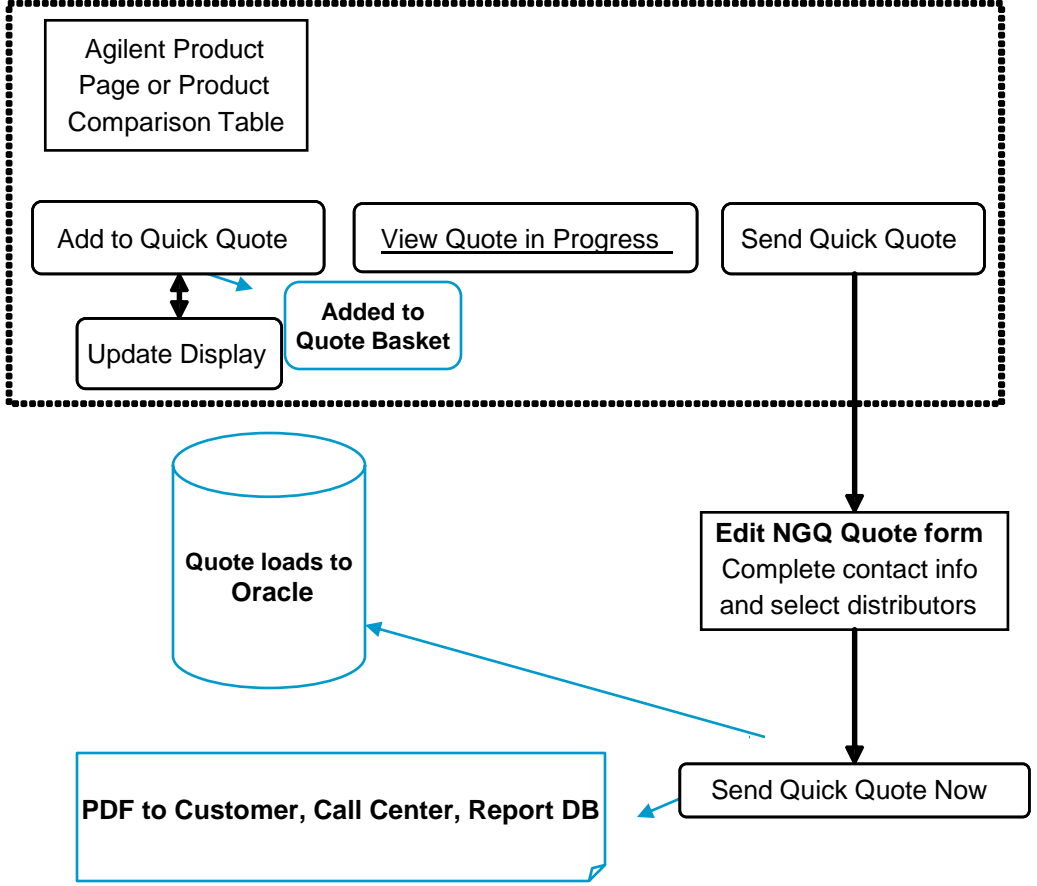 Agilent Product
Page or Product
Comparison Table
Add to Quick Quote
View Quote in Progress
Send Quick Quote
Added to
Quote Basket
Update Display
Quote loads to
Oracle
Edit NGQ Quote form
Complete contact info
and select distributors
PDF to Customer, Call Center, Report DB
Send Quick Quote Now